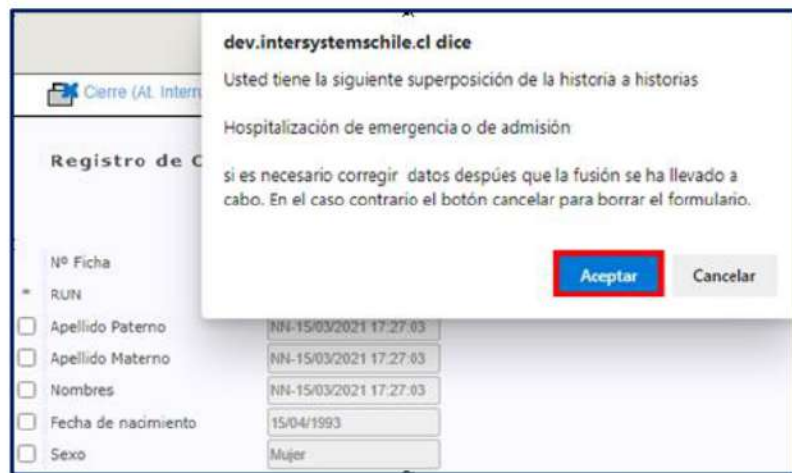 dev.intersystemschile.cl dice
Usted tiene la siguiente superposición de la historia a historias
Hospitalización de emergencia o de admisión
si es necesario corregir datos despúes que la fusión se ha llevado a
cabo. En el caso contrario el botón cancelar para borrar el formulario.
Aceptar Cancelar
Cierre (At. Intern
Registro de C
Nº Ficha
* RUN
Apellido Paterno NN-15/03/2021 17:27:03
Apellido Materno NN-15/03/2021 17:27:03
Nombres NN-15/03/2021 17:27:03
Fecha de nacimiento 15/04/1993
Sexo Mujer